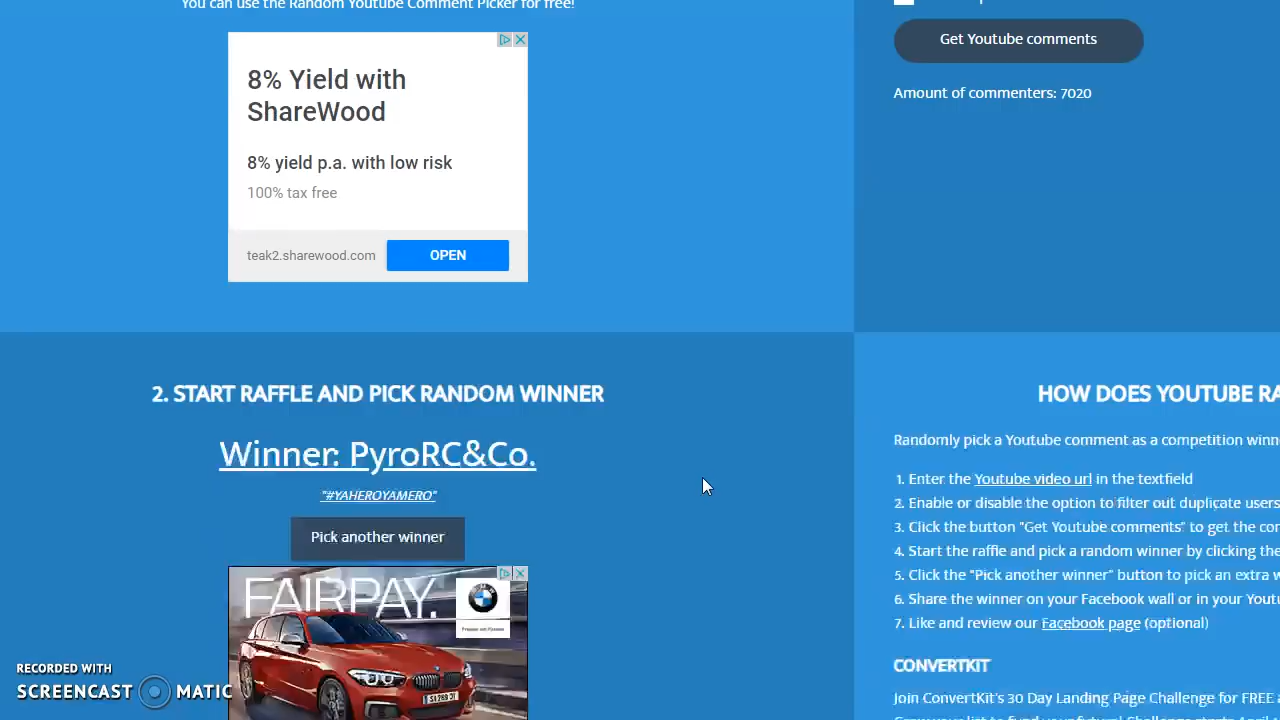 You can use the Random Youtube Comment Picker for free!
8% Yield with
ShareWood
8% yield p.a. with low risk
100% tax free
teak2.sharewood.com
OPEN
Get Youtube comments
Amount of commenters: 7020
2. START RAFFLE AND PICK RANDOM WINNER
Winner: PyroRC&Co.
"#YAHEROYAMERO"
Pick another winner
FAIRPAY.
HOW DOES YOUTUBE
Randomly pick a Youtube comment as a competition
1. Enter the Youtube video url in the textfield
2. Enable or disable the option to filter out duplicate users
3. Click the button "Get Youtube comments" to get the
4. Start the raffle and pick a random winner by clicking the
5. Click the "Pick another winner" button to pick an extra
6. Share the winner on your Facebook wall or in your
7. Like and review our Facebook page (optional)
CONVERTKIT
Join ConvertKit's 30 Day Landing Page Challenge for FREE
RECORDED WITH
SCREENCAST MATIC